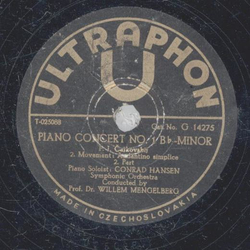 ULTRAPHON
U
T-025088
Cat. No. G 14275
PIANO CONCERT NO. 1 Bb-MINOR
J. Čajkovskij
2. Movement: Andantino simplice
2. Part
Piano Soloist: CONRAD HANSEN
Symphonic Orchestra
Conducted by
Prof. Dr. WILLEM MENGELBERG
MADE IN CZECHOSLOVAKIA